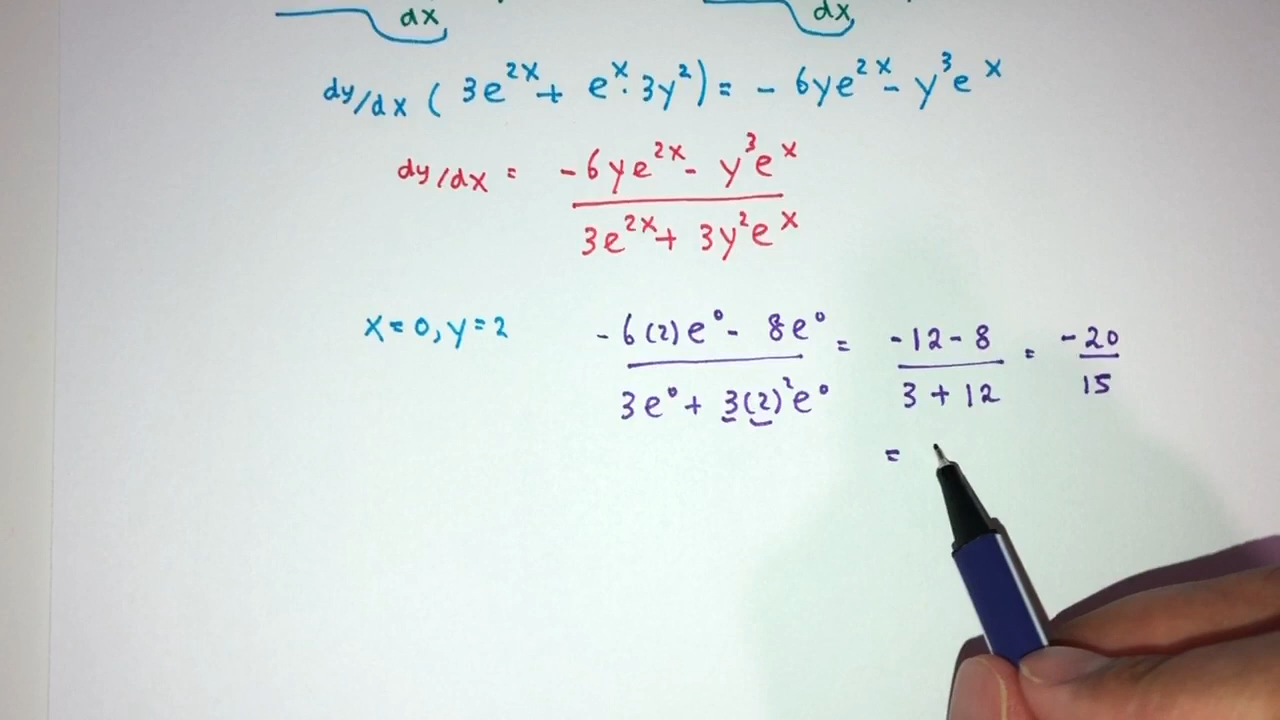 dx dx
dy/dx ( 3e^2x + e^x · 3y^2 ) = - 6ye^2x - y^3e^x
dy/dx = -6ye^2x - y^3e^x
3e^2x + 3y^2e^x
x = 0, y = 2 -6(2)e^0 - 8e^0 = -12 - 8 = -20
3e^0 + 3(2)^2e^0 3 + 12 15
=